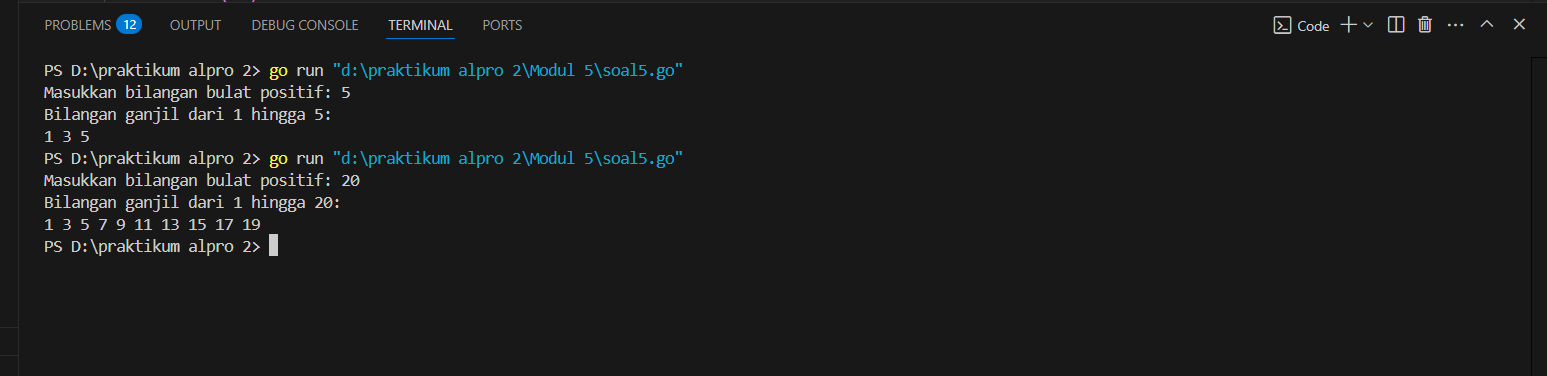 PROBLEMS 12 OUTPUT DEBUG CONSOLE TERMINAL PORTS Code
PS D:\praktikum alpro 2> go run "d:\praktikum alpro 2\Modul 5\soal5.go"
Masukkan bilangan bulat positif: 5
Bilangan ganjil dari 1 hingga 5:
1 3 5
PS D:\praktikum alpro 2> go run "d:\praktikum alpro 2\Modul 5\soal5.go"
Masukkan bilangan bulat positif: 20
Bilangan ganjil dari 1 hingga 20:
1 3 5 7 9 11 13 15 17 19
PS D:\praktikum alpro 2>